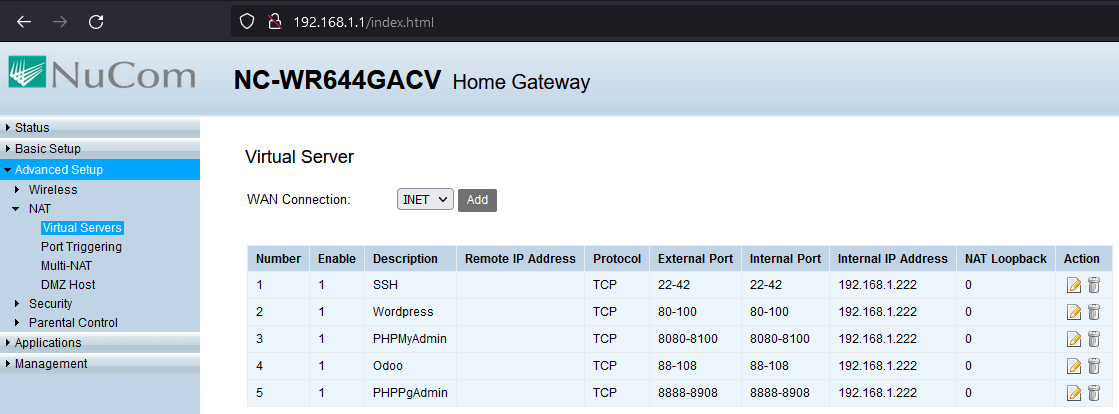 192.168.1.1/index.html
NuCom
NC-WR644GACV Home Gateway
Status
Basic Setup
Advanced Setup
Wireless
NAT
Virtual Servers
Port Triggering
Multi-NAT
DMZ Host
Security
Parental Control
Applications
Management
Virtual Server
WAN Connection: INET Add
Number Enable Description Remote IP Address Protocol External Port Internal Port Internal IP Address NAT Loopback Action
1 1 SSH TCP 22-42 22-42 192.168.1.222 0
2 1 Wordpress TCP 80-100 80-100 192.168.1.222 0
3 1 PHPMyAdmin TCP 8080-8100 8080-8100 192.168.1.222 0
4 1 Odoo TCP 88-108 88-108 192.168.1.222 0
5 1 PHPPgAdmin TCP 8888-8908 8888-8908 192.168.1.222 0